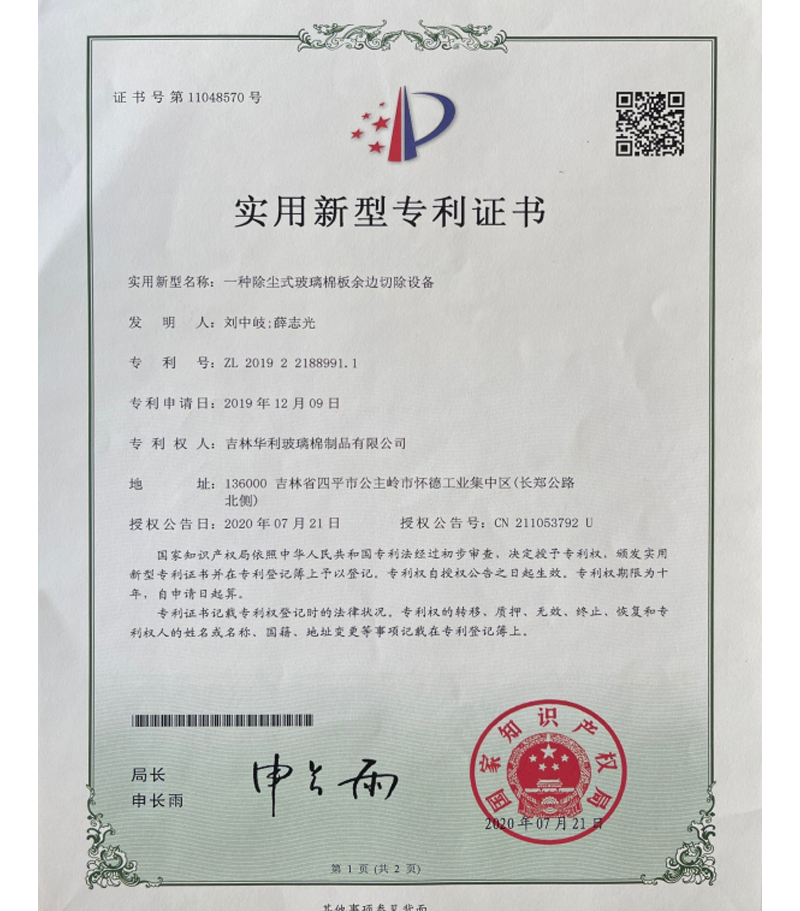 证书号第11048570号
实用新型专利证书
实用新型名称：一种除尘式玻璃棉板余边切除设备
发明人：刘中岐;薛志光
专利号：ZL 2019 2 2188991.1
专利申请日：2019年12月09日
专利权人：吉林华利玻璃棉制品有限公司
地址：136000 吉林省四平市公主岭市怀德工业集中区(长郑公路
北侧)
授权公告日：2020年07月21日 授权公告号：CN 211053792 U
国家知识产权局依照中华人民共和国专利法经过初步审查，决定授予专利权，颁发实用
新型专利证书并在专利登记簿上予以登记。专利权自授权公告之日起生效。专利权期限为十
年，自申请日起算。
专利证书记载专利权登记时的法律状况。专利权的转移、质押、无效、终止、恢复和专
利权人的姓名或名称、国籍、地址变更等事项记载在专利登记簿上。
局长
申长雨
申长雨
国家知识产权局
2020年07月21日
第 1 页 (共 2 页)
其他事项参见背面